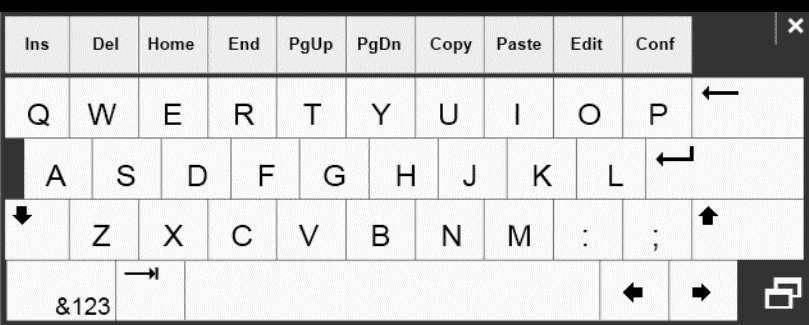 Ins Del Home End PgUp PgDn Copy Paste Edit Conf
Q W E R T Y U I O P
A S D F G H J K L
Z X C V B N M : ;
&123